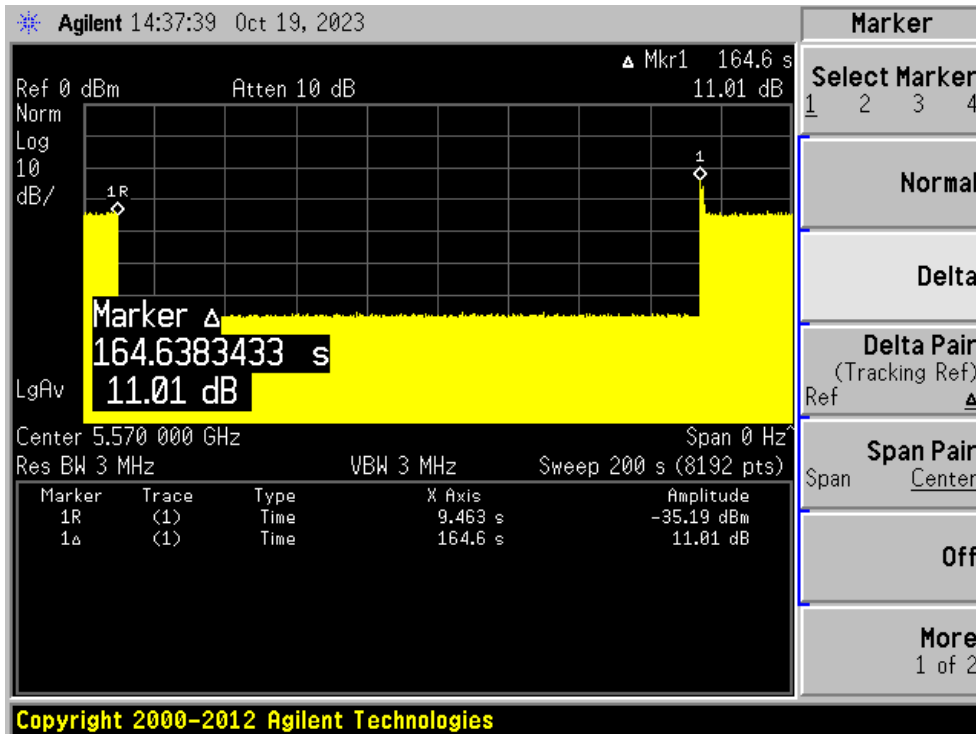 Agilent 14:37:39 Oct 19, 2023
Δ Mkr1 164.6 s
Ref 0 dBm Atten 10 dB 11.01 dB
Norm
Log
10
dB/
1R
1
Marker Δ
164.6383433 s
11.01 dB
LgAv
Center 5.570 000 GHz Span 0 Hz^
Res BW 3 MHz VBW 3 MHz Sweep 200 s (8192 pts)
Marker Trace Type X Axis Amplitude
1R (1) Time 9.463 s -35.19 dBm
1Δ (1) Time 164.6 s 11.01 dB
Marker
Select Marker
1 2 3 4
Normal
Delta
Delta Pair
(Tracking Ref)
Ref Δ
Span Pair
Span Center
Off
More
1 of 2
Copyright 2000-2012 Agilent Technologies